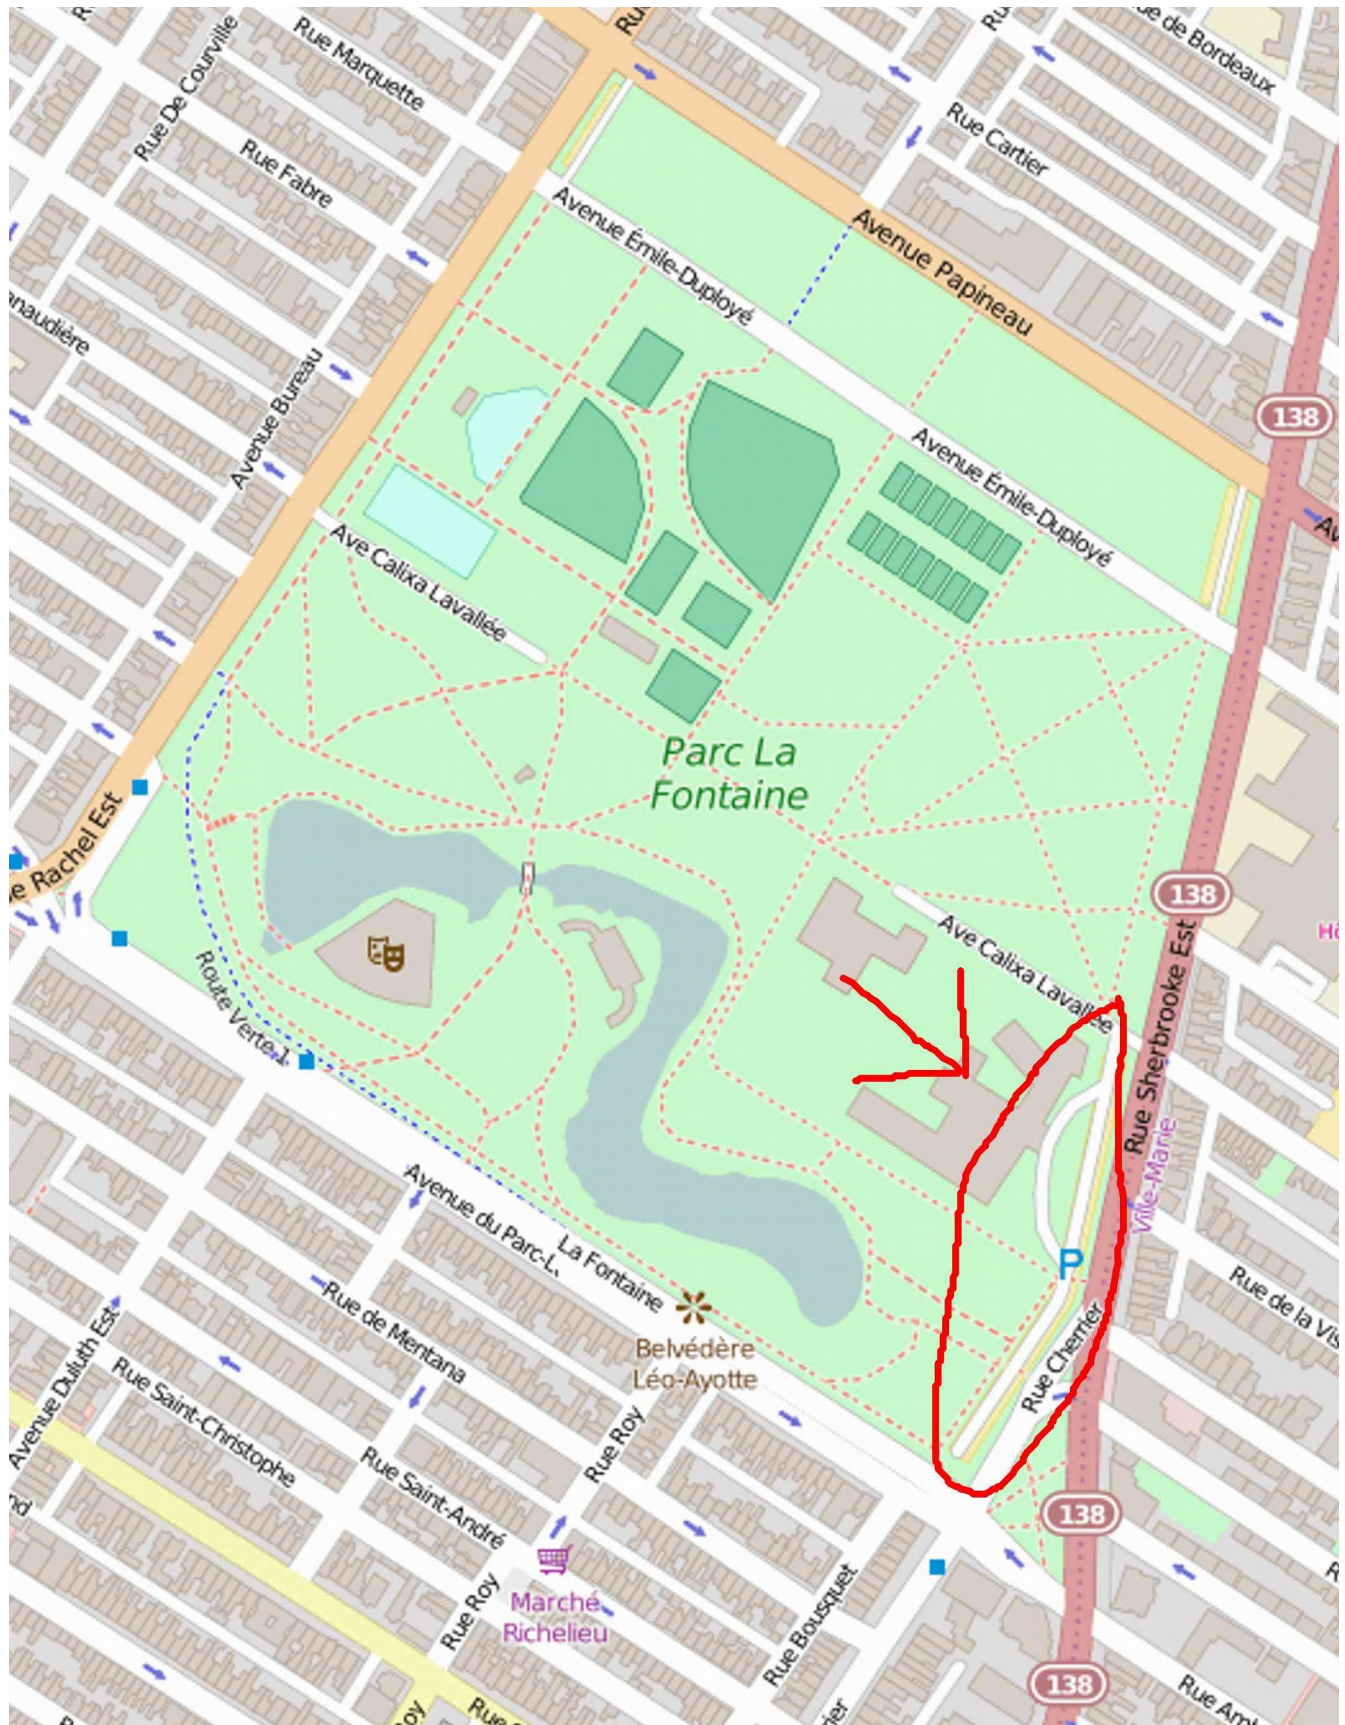 Rue Marquette
Rue De Courville
Rue Fabre
ue de Bordeaux
Rue Cartier
Avenue Émile-Duployé
Avenue Papineau
anaudière
Avenue Bureau
138
Avenue Émile-Duployé
Ave Calixa Lavallée
Parc La
Fontaine
e Rachel Est
138
Ave Calixa Lavallée
Rue Sherbrooke Est
Route Verte 1
Ville-Marie
P
Avenue du Parc-L
La Fontaine
Rue de la Vis
Rue Cherrier
Belvédère
Léo-Ayotte
Rue de Mentana
Avenue Duluth Est
Rue Saint-Christophe
Rue Roy
Rue Saint-André
138
Marché
Richelieu
Rue Roy
Rue Bousquet
138
Rue Am